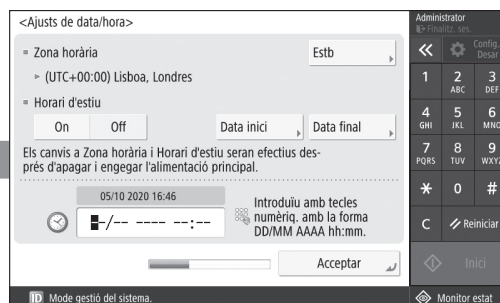 <Ajusts de data/hora>
Zona horària
Estb
(UTC+00:00) Lisboa, Londres
Horari d'estiu
On Off Data inici Data final
Els canvis a Zona horària i Horari d'estiu seran efectius des-
prés d'apagar i engegar l'alimentació principal.
05/10 2020 16:46
-/-- ---- --:--
Introduïu amb tecles
numèriq. amb la forma
DD/MM AAAA hh:mm.
Acceptar
ID Mode gestió del sistema.
Administrator
Finalitz. ses.
Config.
Desar
1 2 3
ABC DEF
4 5 6
GHI JKL MNO
7 8 9
PQRS TUV WXYZ
* 0 #
C Reiniciar
Inici
Monitor estat